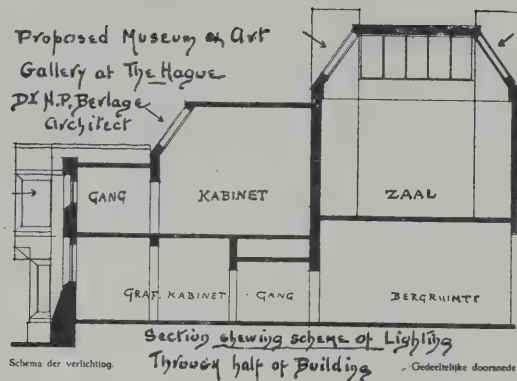 Proposed Museum & Art
Gallery at The Hague
Dr H.P. Berlage
Architect
GANG
KABINET
ZAAL
GRAF. KABINET
GANG
BERGRUIMTE
Section shewing scheme of Lighting
Through half of Building
Schema der verlichting.
Gedeeltelijke doorsnede